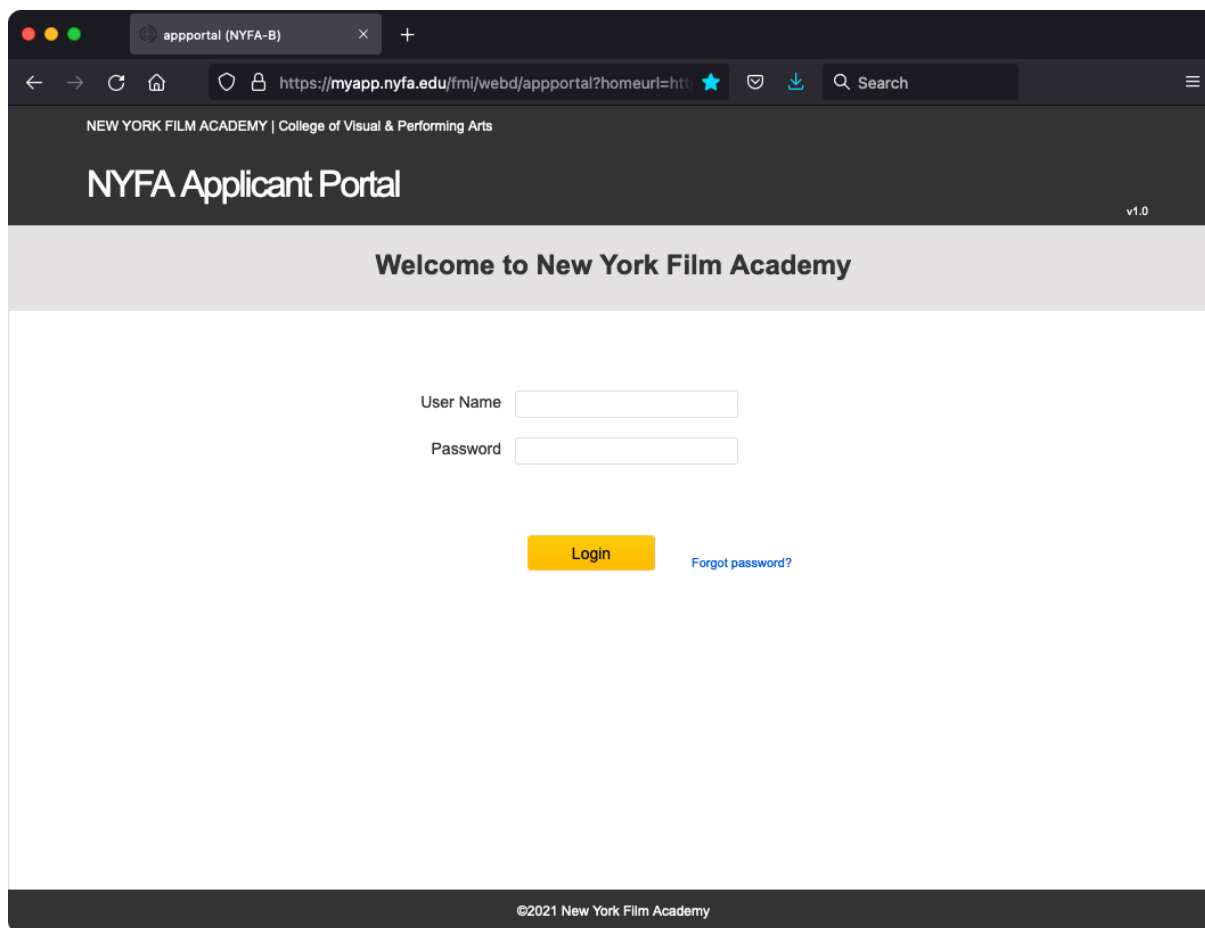 appportal (NYFA-B)
https://myapp.nyfa.edu/fmi/webd/appportal?homeurl=htt
Search
NEW YORK FILM ACADEMY | College of Visual & Performing Arts
NYFA Applicant Portal
v1.0
Welcome to New York Film Academy
User Name
Password
Login
Forgot password?
©2021 New York Film Academy